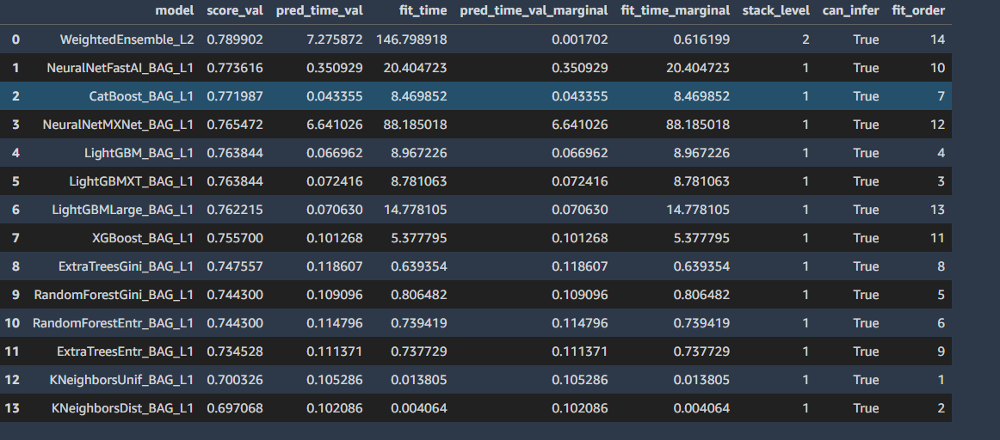 model score_val pred_time_val fit_time pred_time_val_marginal fit_time_marginal stack_level can_infer fit_order
0 WeightedEnsemble_L2 0.789902 7.275872 146.798918 0.001702 0.616199 2 True 14
1 NeuralNetFastAI_BAG_L1 0.773616 0.350929 20.404723 0.350929 20.404723 1 True 10
2 CatBoost_BAG_L1 0.771987 0.043355 8.469852 0.043355 8.469852 1 True 7
3 NeuralNetMXNet_BAG_L1 0.765472 6.641026 88.185018 6.641026 88.185018 1 True 12
4 LightGBM_BAG_L1 0.763844 0.066962 8.967226 0.066962 8.967226 1 True 4
5 LightGBMXT_BAG_L1 0.763844 0.072416 8.781063 0.072416 8.781063 1 True 3
6 LightGBMLarge_BAG_L1 0.762215 0.070630 14.778105 0.070630 14.778105 1 True 13
7 XGBoost_BAG_L1 0.755700 0.101268 5.377795 0.101268 5.377795 1 True 11
8 ExtraTreesGini_BAG_L1 0.747557 0.118607 0.639354 0.118607 0.639354 1 True 8
9 RandomForestGini_BAG_L1 0.744300 0.109096 0.806482 0.109096 0.806482 1 True 5
10 RandomForestEntr_BAG_L1 0.744300 0.114796 0.739419 0.114796 0.739419 1 True 6
11 ExtraTreesEntr_BAG_L1 0.734528 0.111371 0.737729 0.111371 0.737729 1 True 9
12 KNeighborsUnif_BAG_L1 0.700326 0.105286 0.013805 0.105286 0.013805 1 True 1
13 KNeighborsDist_BAG_L1 0.697068 0.102086 0.004064 0.102086 0.004064 1 True 2